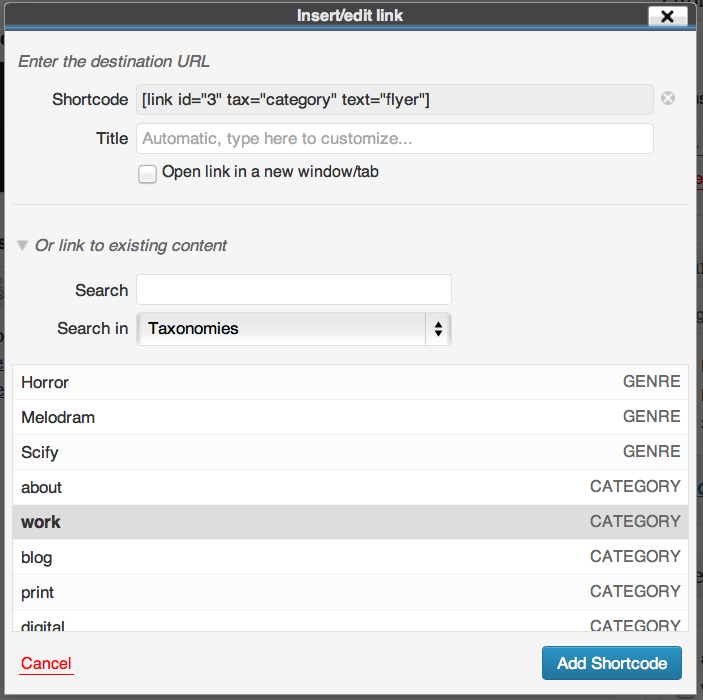 Insert/edit link
Enter the destination URL
Shortcode [link id="3" tax="category" text="flyer"]
Title Automatic, type here to customize...
Open link in a new window/tab
Or link to existing content
Search
Search in Taxonomies
Horror GENRE
Melodram GENRE
Scify GENRE
about CATEGORY
work CATEGORY
blog CATEGORY
print CATEGORY
digital CATEGORY
Cancel Add Shortcode